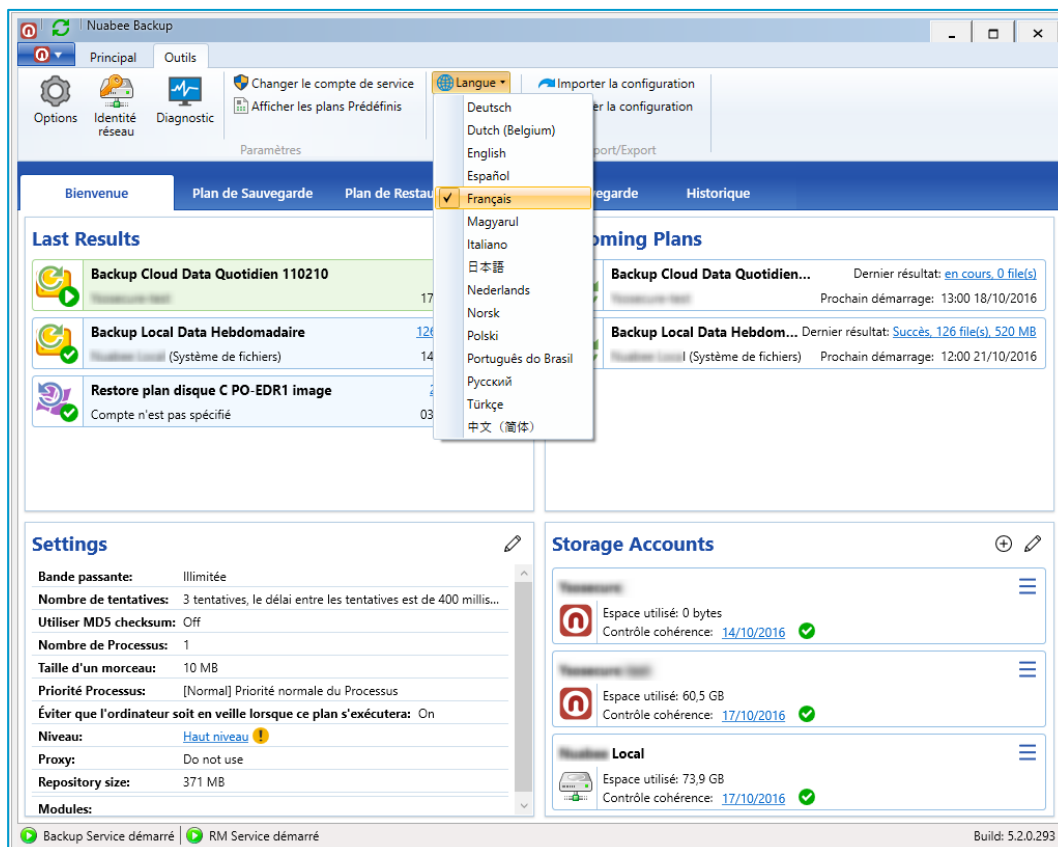 Nuabee Backup
Principal Outils
Options
Identité réseau
Diagnostic
Changer le compte de service
Afficher les plans Prédéfinis
Paramètres
Langue
Importer la configuration
er la configuration
port/Export
Deutsch
Dutch (Belgium)
English
Español
Français
Magyarul
Italiano
日本語
Nederlands
Norsk
Polski
Português do Brasil
Русский
Türkçe
中文（简体）
Bienvenue Plan de Sauvegarde Plan de Restau egarde Historique
Last Results
Backup Cloud Data Quotidien 110210
17
Backup Local Data Hebdomadaire 126
(Système de fichiers) 14
Restore plan disque C PO-EDR1 image 2
Compte n'est pas spécifié 03
oming Plans
Backup Cloud Data Quotidien... Dernier résultat: en cours, 0 file(s)
Prochain démarrage: 13:00 18/10/2016
Backup Local Data Hebdom... Dernier résultat: Succès, 126 file(s), 520 MB
l (Système de fichiers) Prochain démarrage: 12:00 21/10/2016
Settings
Bande passante: Illimitée
Nombre de tentatives: 3 tentatives, le délai entre les tentatives est de 400 millis...
Utiliser MD5 checksum: Off
Nombre de Processus: 1
Taille d'un morceau: 10 MB
Priorité Processus: [Normal] Priorité normale du Processus
Éviter que l'ordinateur soit en veille lorsque ce plan s'exécutera: On
Niveau: Haut niveau
Proxy: Do not use
Repository size: 371 MB
Modules:
Storage Accounts
Espace utilisé: 0 bytes
Contrôle cohérence: 14/10/2016
Espace utilisé: 60,5 GB
Contrôle cohérence: 17/10/2016
Local
Espace utilisé: 73,9 GB
Contrôle cohérence: 17/10/2016
Backup Service démarré RM Service démarré Build: 5.2.0.293